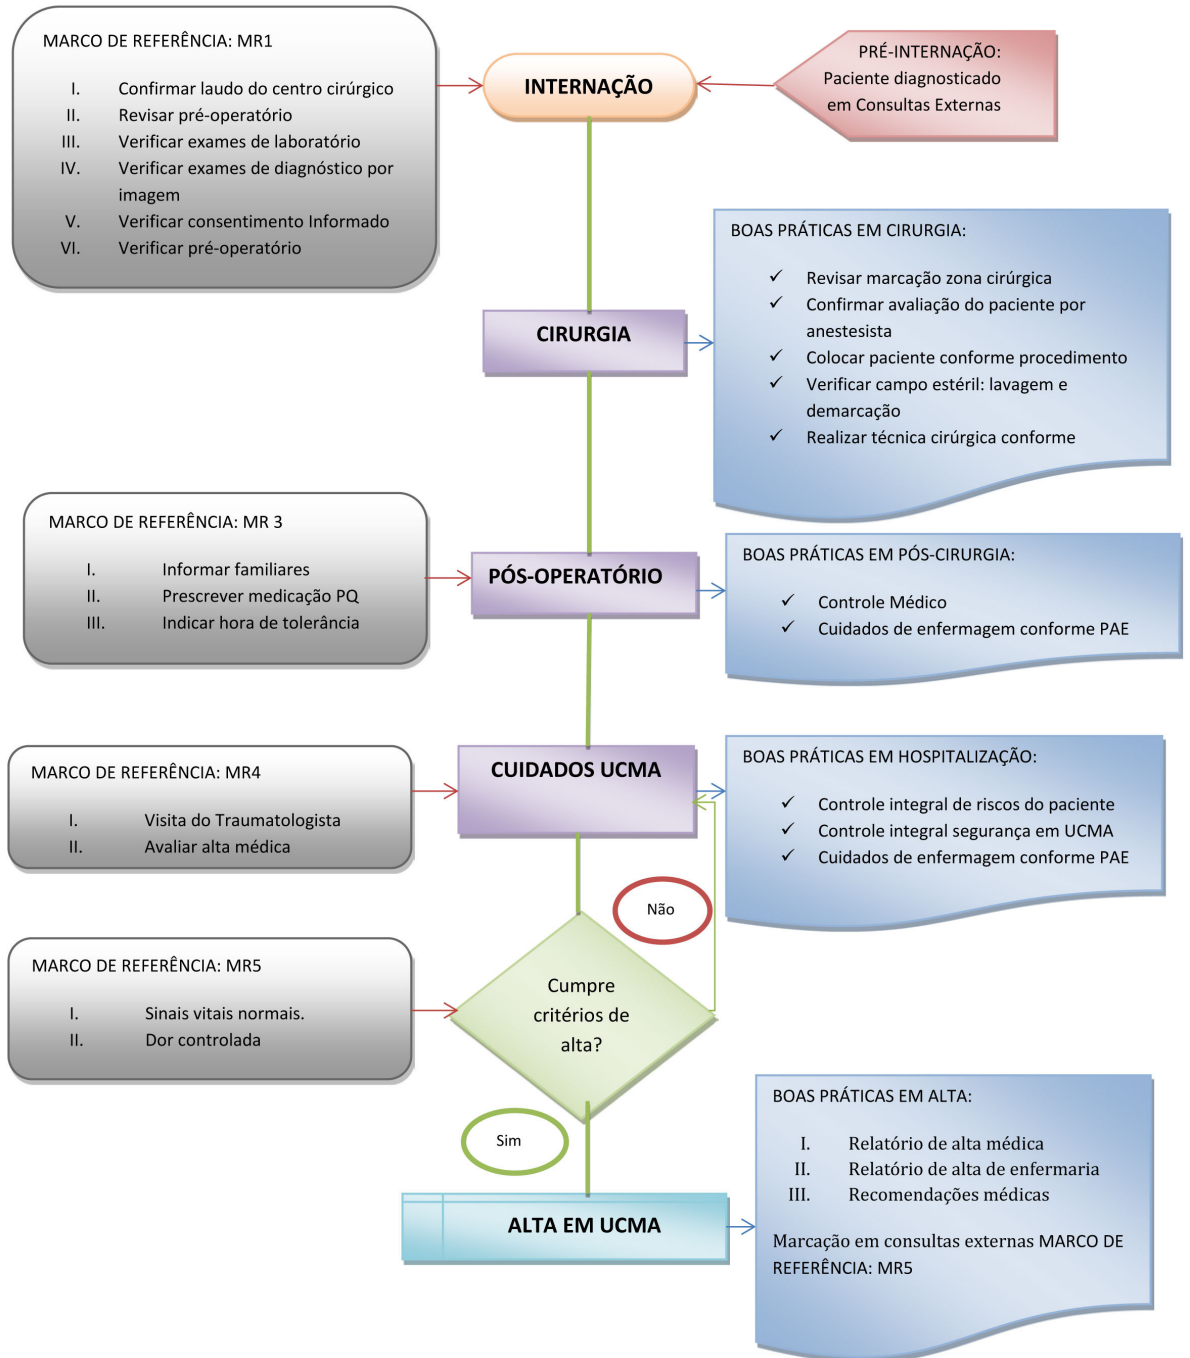 MARCO DE REFERÊNCIA: MR1
I. Confirmar laudo do centro cirúrgico
II. Revisar pré-operatório
III. Verificar exames de laboratório
IV. Verificar exames de diagnóstico por
imagem
V. Verificar consentimento Informado
VI. Verificar pré-operatório
INTERNAÇÃO
PRÉ-INTERNAÇÃO:
Paciente diagnosticado
em Consultas Externas
CIRURGIA
BOAS PRÁTICAS EM CIRURGIA:
✓ Revisar marcação zona cirúrgica
✓ Confirmar avaliação do paciente por
anestesista
✓ Colocar paciente conforme procedimento
✓ Verificar campo estéril: lavagem e
demarcação
✓ Realizar técnica cirúrgica conforme
MARCO DE REFERÊNCIA: MR 3
I. Informar familiares
II. Prescrever medicação PQ
III. Indicar hora de tolerância
PÓS-OPERATÓRIO
BOAS PRÁTICAS EM PÓS-CIRURGIA:
✓ Controle Médico
✓ Cuidados de enfermagem conforme PAE
MARCO DE REFERÊNCIA: MR4
I. Visita do Traumatologista
II. Avaliar alta médica
CUIDADOS UCMA
BOAS PRÁTICAS EM HOSPITALIZAÇÃO:
✓ Controle integral de riscos do paciente
✓ Controle integral segurança em UCMA
✓ Cuidados de enfermagem conforme PAE
Não
MARCO DE REFERÊNCIA: MR5
I. Sinais vitais normais.
II. Dor controlada
Cumpre
critérios de
alta?
Sim
ALTA EM UCMA
BOAS PRÁTICAS EM ALTA:
I. Relatório de alta médica
II. Relatório de alta de enfermaria
III. Recomendações médicas
Marcação em consultas externas MARCO DE
REFERÊNCIA: MR5